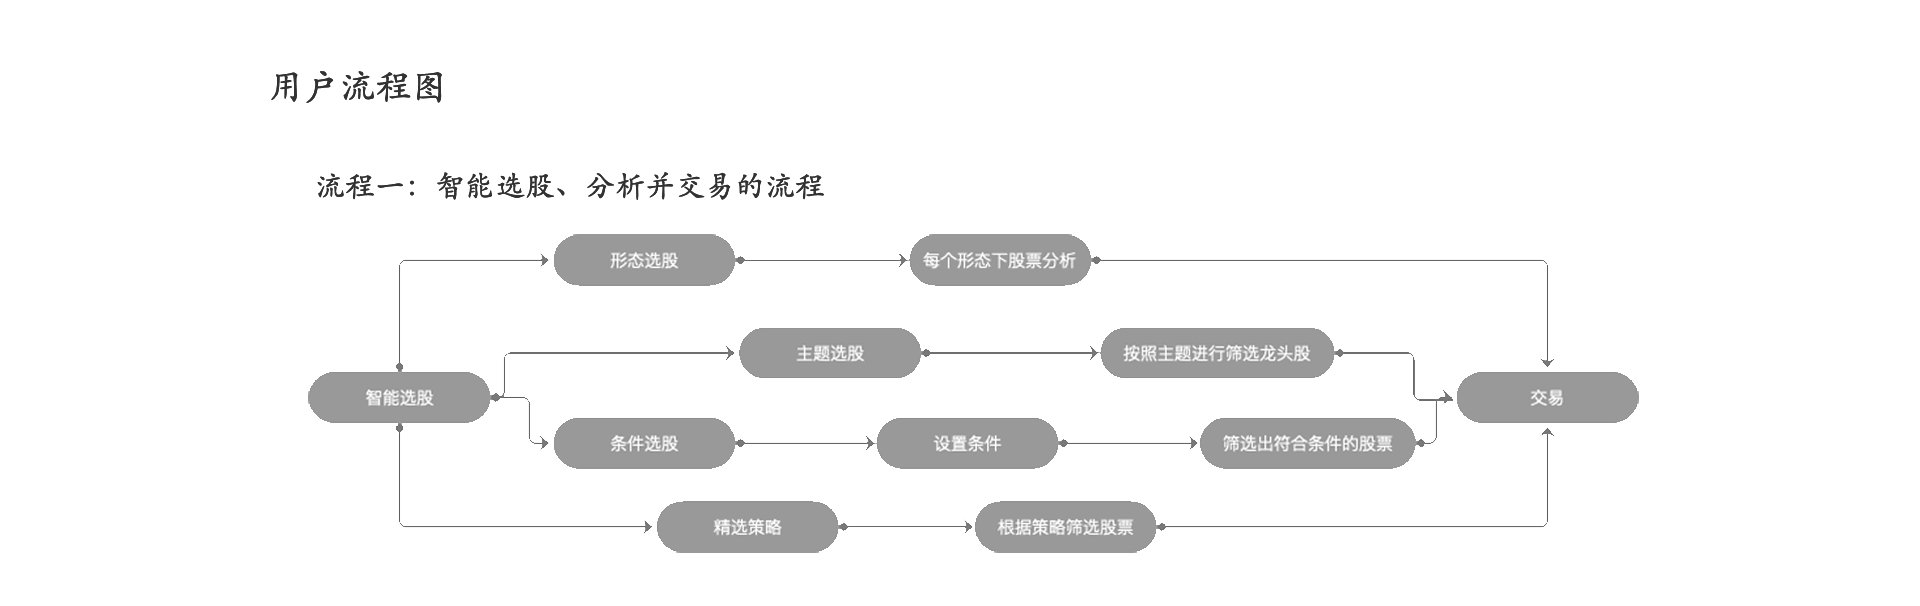 用户流程图
流程一：智能选股、分析并交易的流程
形态选股
每个形态下股票分析
主题选股
按照主题进行筛选龙头股
智能选股
交易
条件选股
设置条件
筛选出符合条件的股票
精选策略
根据策略筛选股票